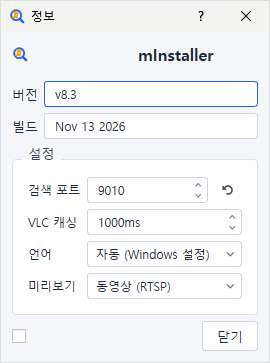 정보
mInstaller
버전 v8.3
빌드 Nov 13 2026
설정
검색 포트 9010
VLC 캐싱 1000ms
언어 자동 (Windows 설정)
미리보기 동영상 (RTSP)
닫기